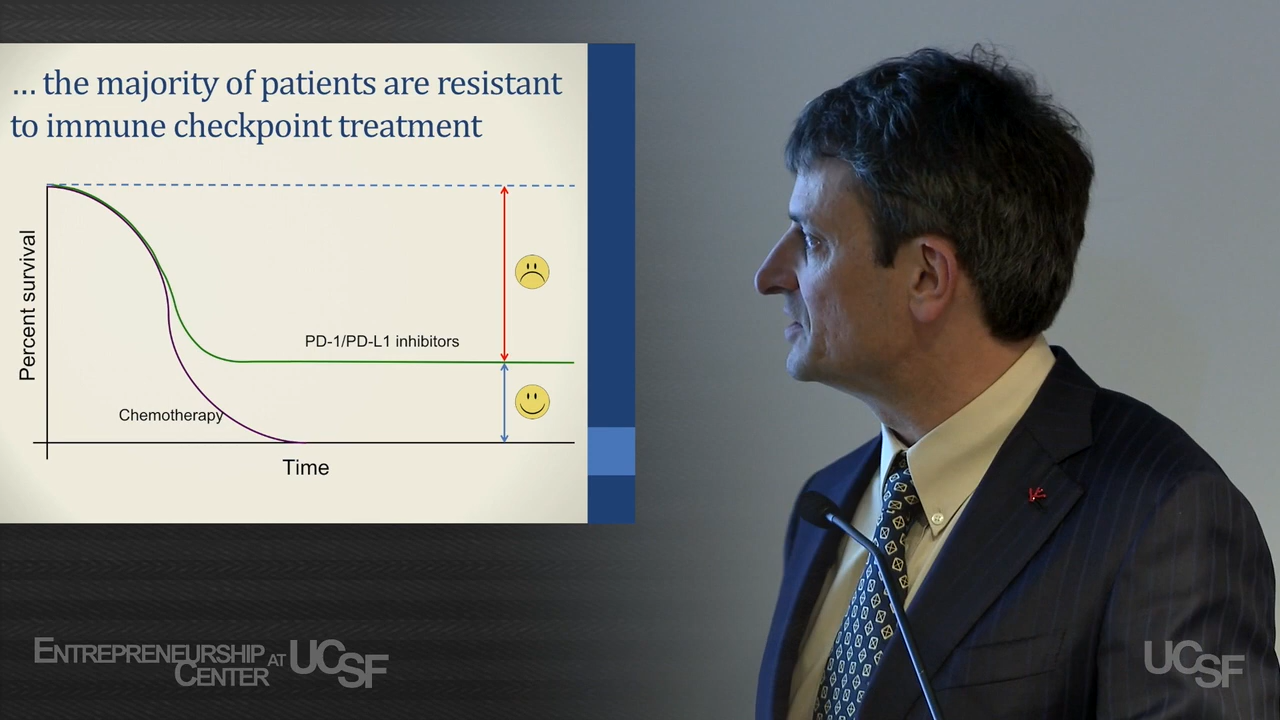 ... the majority of patients are resistant
to immune checkpoint treatment
Percent survival
PD-1/PD-L1 inhibitors
Chemotherapy
Time
ENTREPRENEURSHIP
CENTER AT UCSF
UCSF